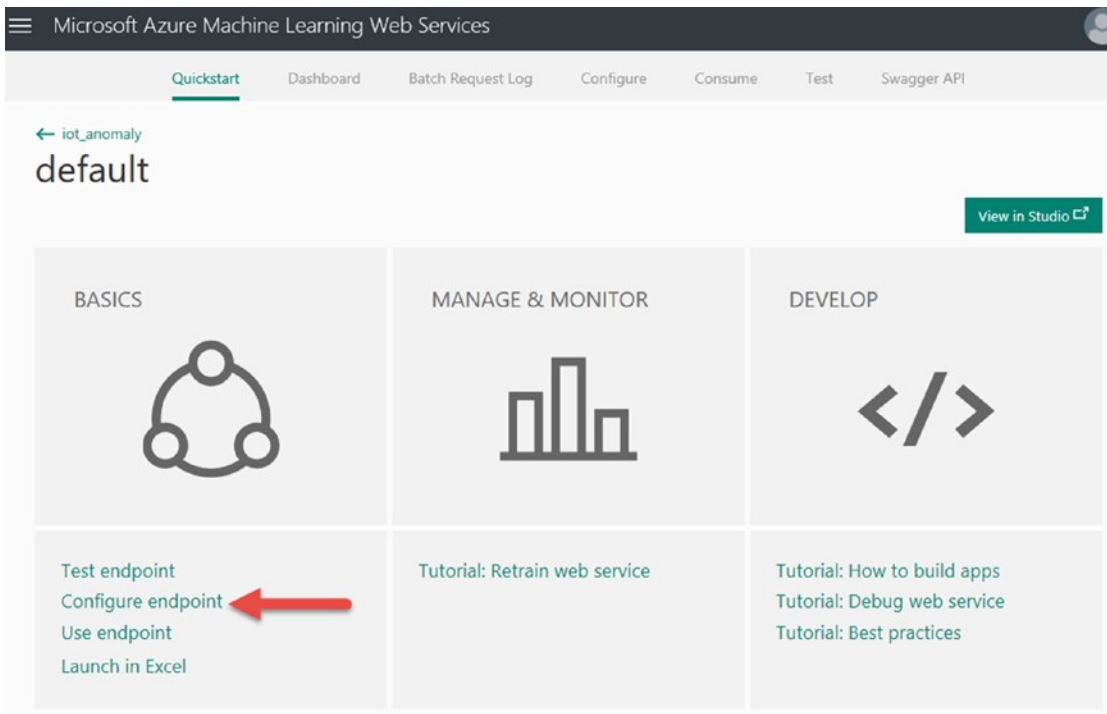 Microsoft Azure Machine Learning Web Services
Quickstart Dashboard Batch Request Log Configure Consume Test Swagger API
← iot_anomaly
default
View in Studio
BASICS
MANAGE & MONITOR
DEVELOP
</>
Test endpoint
Configure endpoint
Use endpoint
Launch in Excel
Tutorial: Retrain web service
Tutorial: How to build apps
Tutorial: Debug web service
Tutorial: Best practices